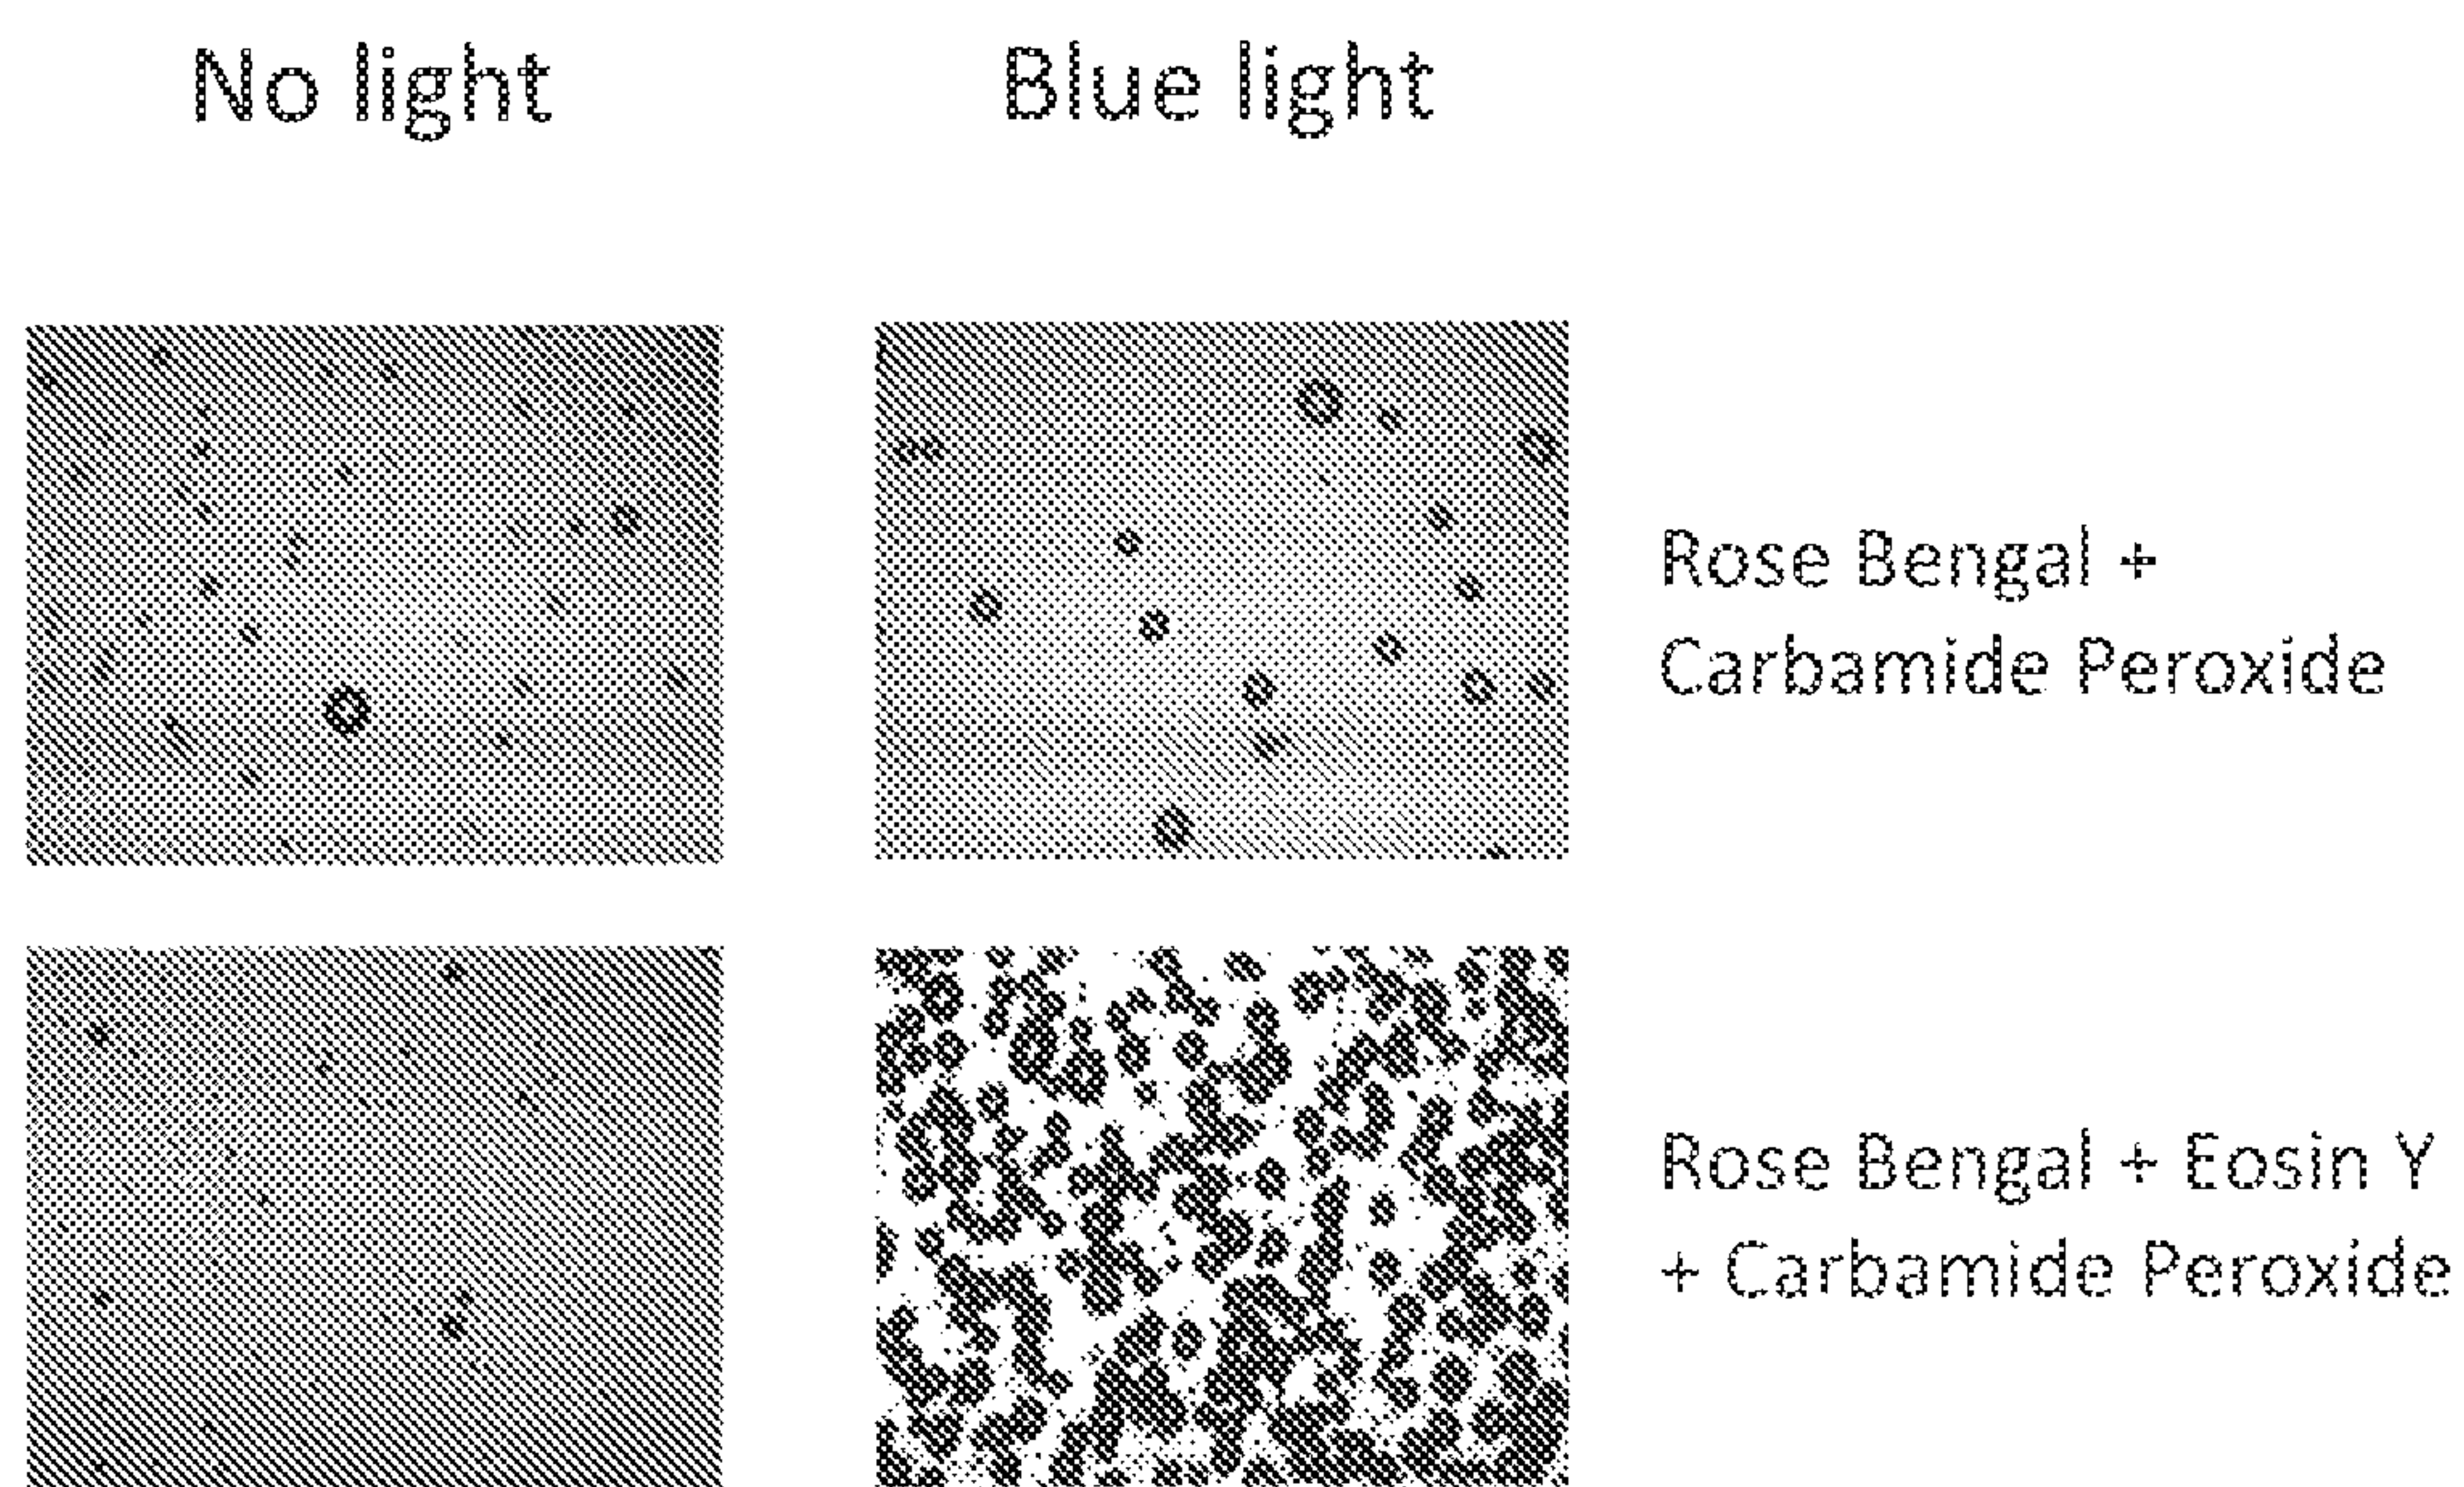 No light
Blue light
Rose Bengal +
Carbamide Peroxide
Rose Bengal + Eosin Y
+ Carbamide Peroxide